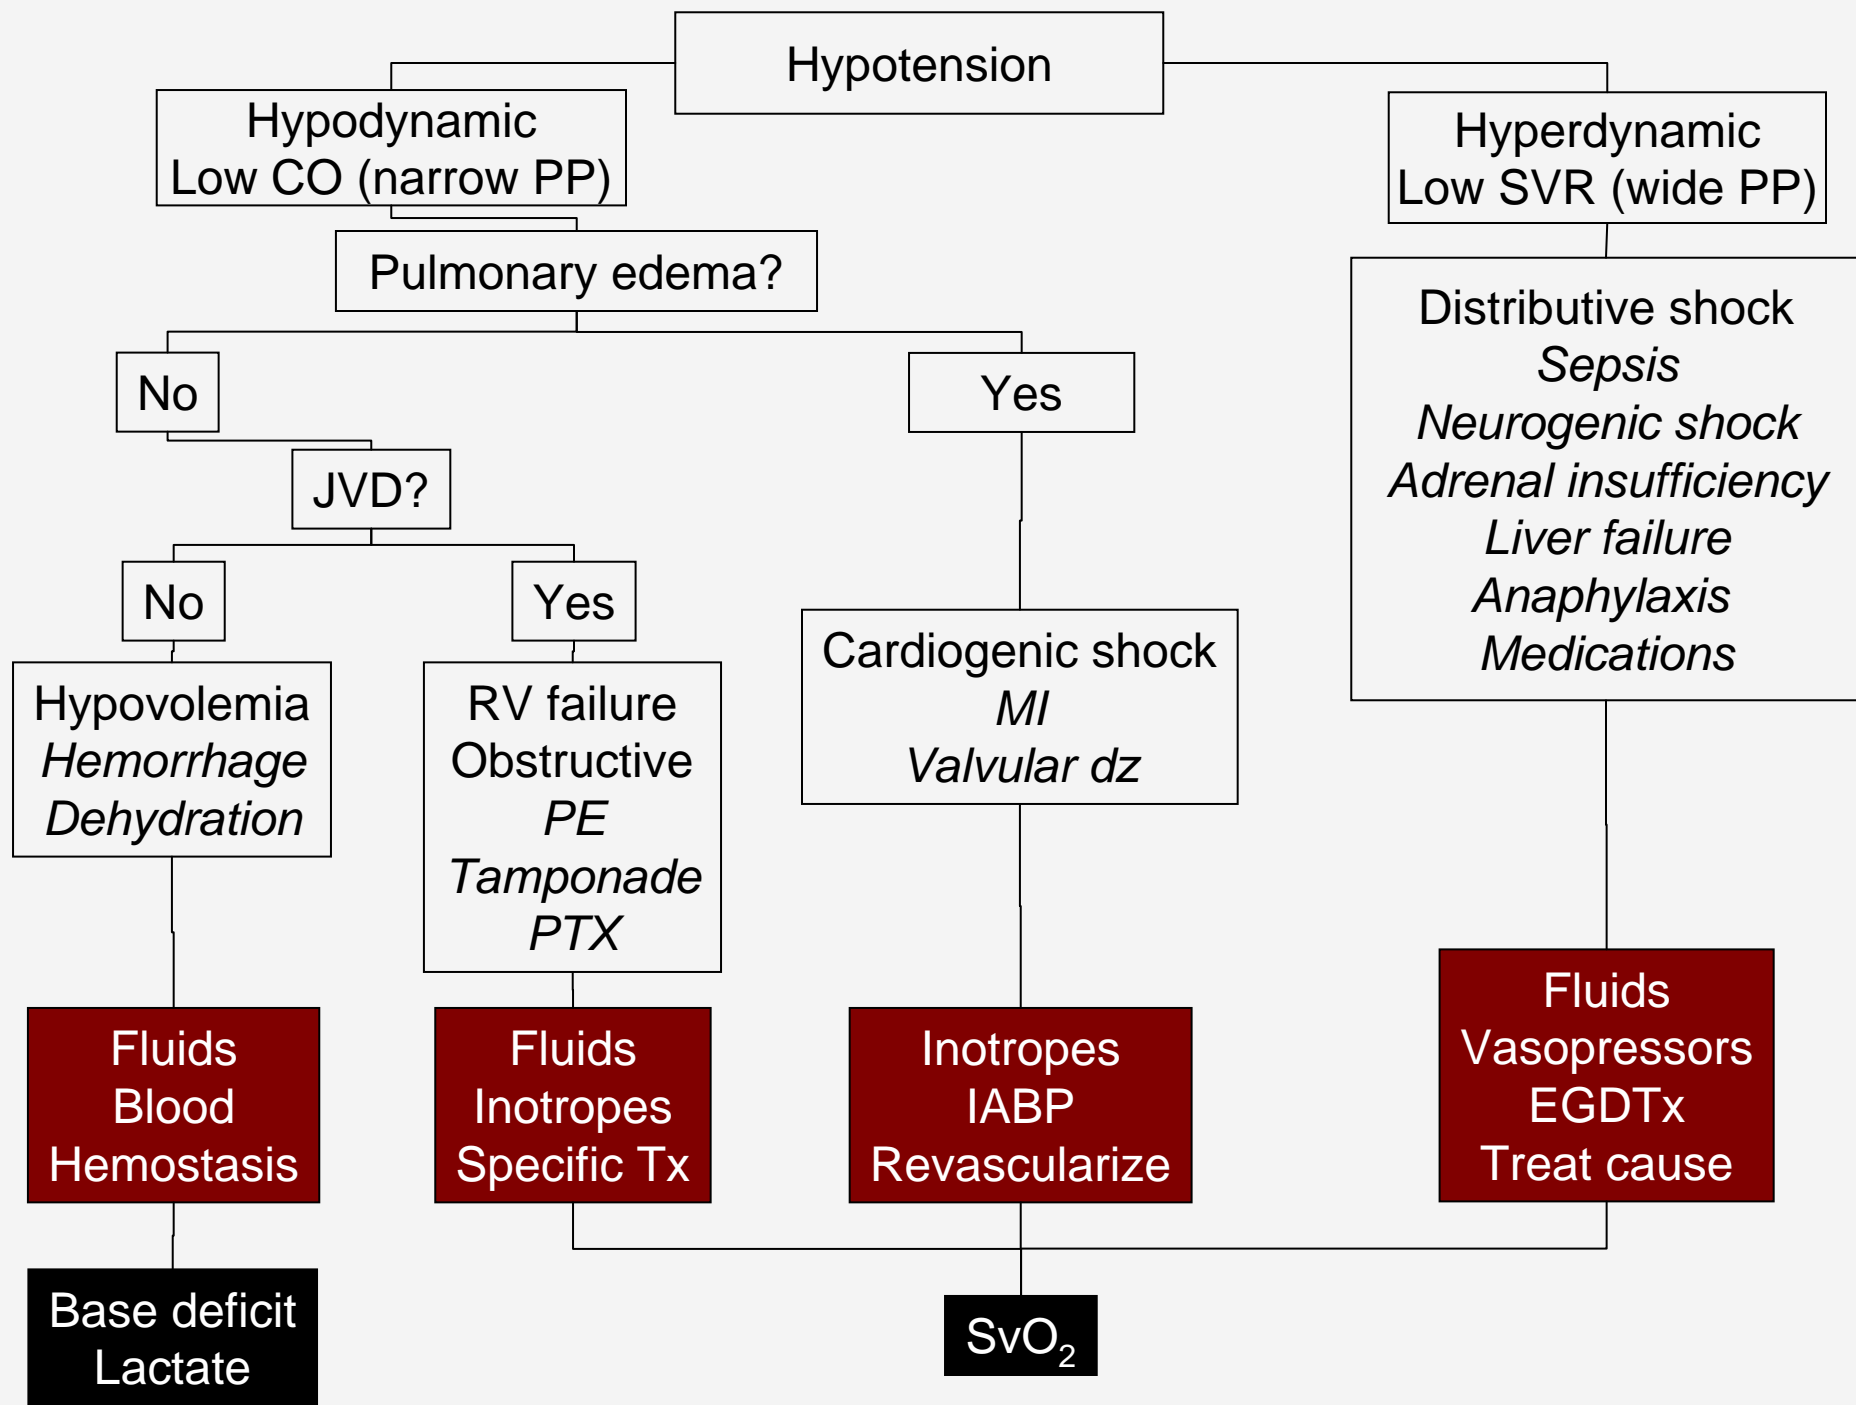 Hypotension
Hypodynamic
Low CO (narrow PP)
Hyperdynamic
Low SVR (wide PP)
Pulmonary edema?
No
Yes
JVD?
No
Yes
Hypovolemia
Hemorrhage
Dehydration
RV failure
Obstructive
PE
Tamponade
PTX
Cardiogenic shock
MI
Valvular dz
Distributive shock
Sepsis
Neurogenic shock
Adrenal insufficiency
Liver failure
Anaphylaxis
Medications
Fluids
Blood
Hemostasis
Fluids
Inotropes
Specific Tx
Inotropes
IABP
Revascularize
Fluids
Vasopressors
EGDTx
Treat cause
Base deficit
Lactate
SvO₂